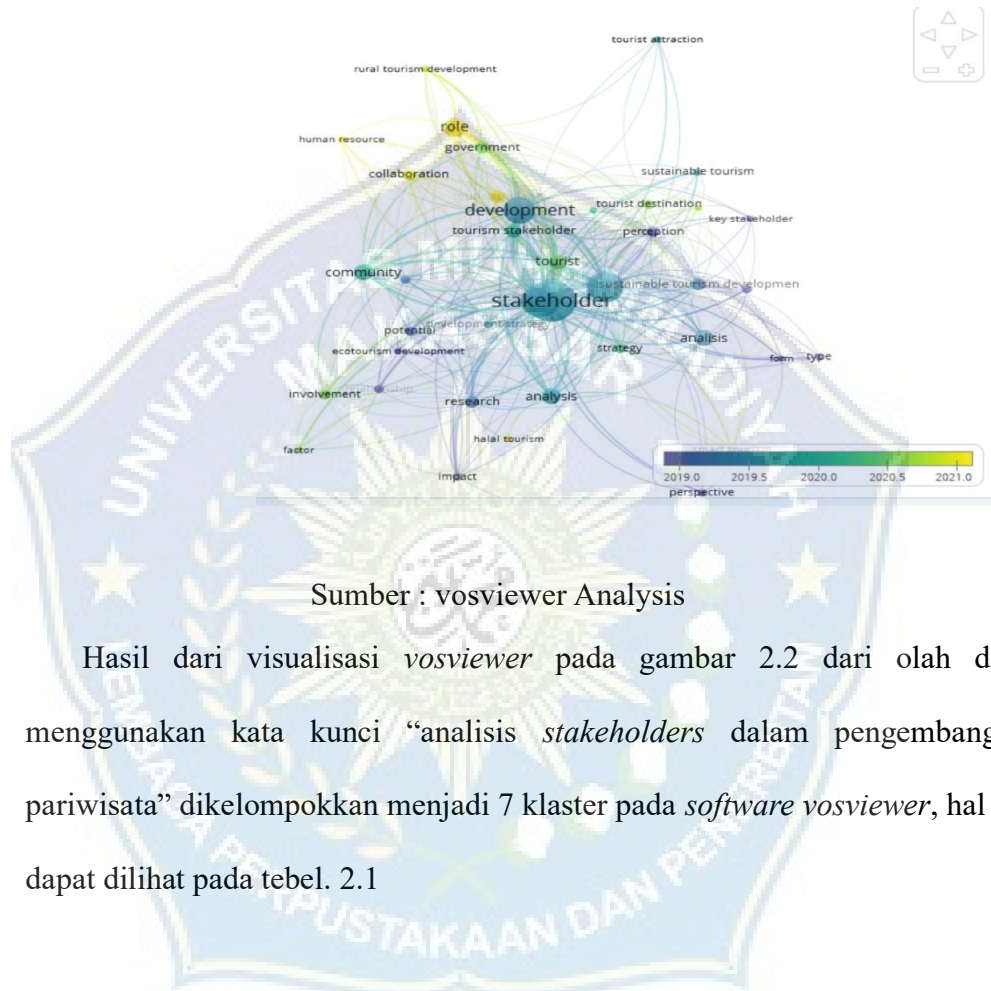 tourist attraction
rural tourism development
role
human resource
government
collaboration
sustainable tourism
development
tourist destination
key stakeholder
tourism stakeholder
perception
tourist
community
sustainable tourism developmen
stakeholder
development strategy
potential
analisis
ecotourism development
strategy
form type
involvement
research
analysis
halal tourism
factor
impact
2019.0 2019.5 2020.0 2020.5 2021.0
perspective
Sumber : vosviewer Analysis
Hasil dari visualisasi vosviewer pada gambar 2.2 dari olah d
menggunakan kata kunci “analisis stakeholders dalam pengembang
pariwisata” dikelompokkan menjadi 7 klaster pada software vosviewer, hal
dapat dilihat pada tebel. 2.1
LEMBAGA PERPUSTAKAAN DAN PENERBITAN